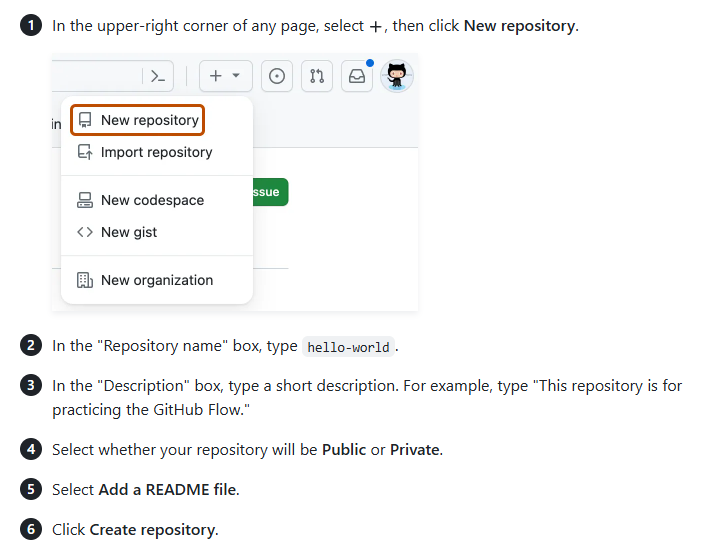 1 In the upper-right corner of any page, select +, then click New repository.
New repository
in
Import repository
New codespace
ssue
New gist
New organization
2 In the "Repository name" box, type hello-world.
3 In the "Description" box, type a short description. For example, type "This repository is for
practicing the GitHub Flow."
4 Select whether your repository will be Public or Private.
5 Select Add a README file.
6 Click Create repository.